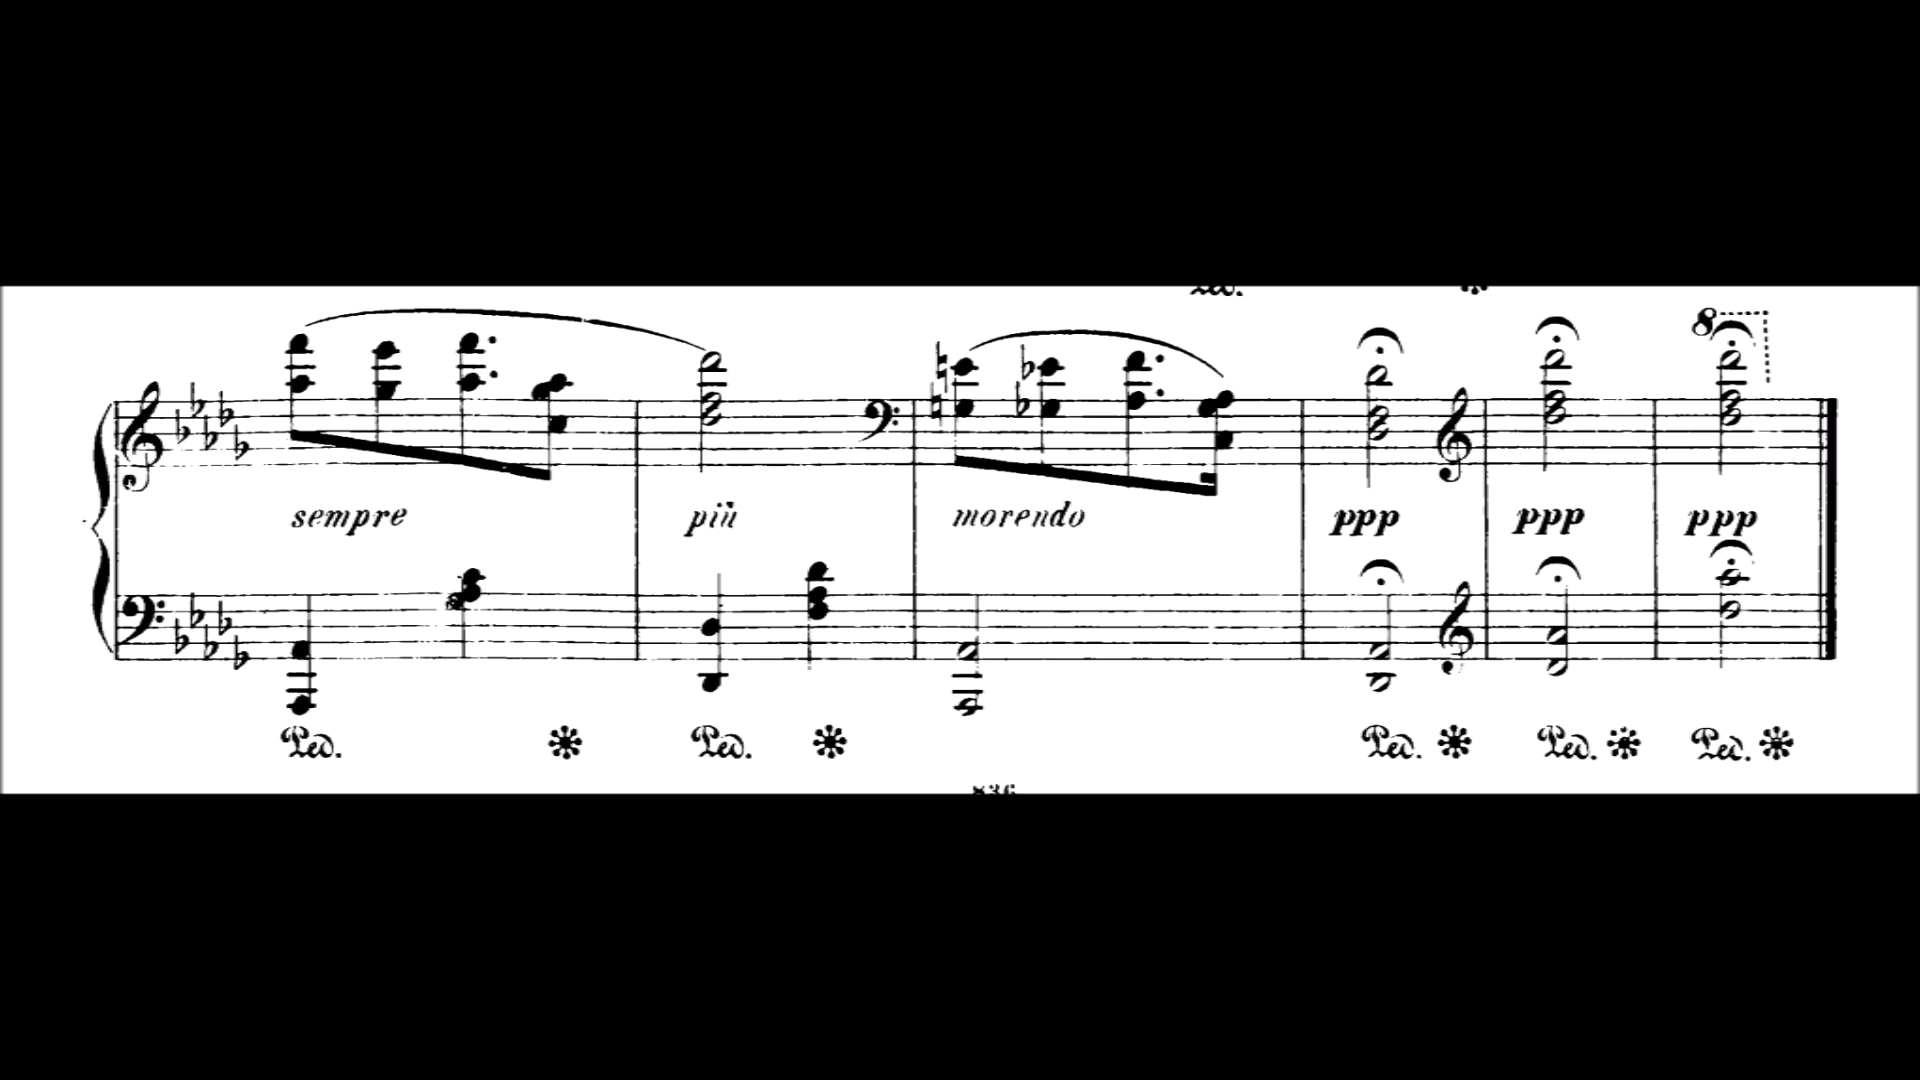 8
sempre più morendo ppp ppp ppp
Ped. Ped. Ped. Ped. Ped.